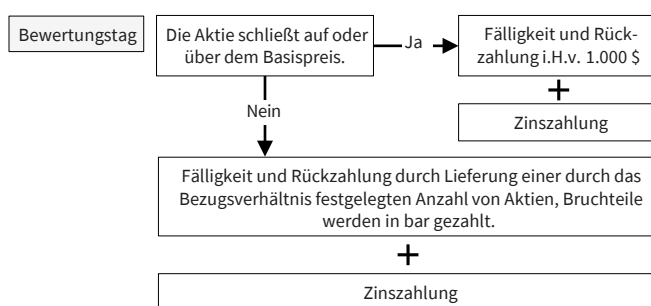 Bewertungstag
Die Aktie schließt auf oder
über dem Basispreis.
Ja
Fälligkeit und Rück-
zahlung i.H.v. 1.000 $
+
Zinszahlung
Nein
Fälligkeit und Rückzahlung durch Lieferung einer durch das
Bezugsverhältnis festgelegten Anzahl von Aktien, Bruchteile
werden in bar gezahlt.
+
Zinszahlung